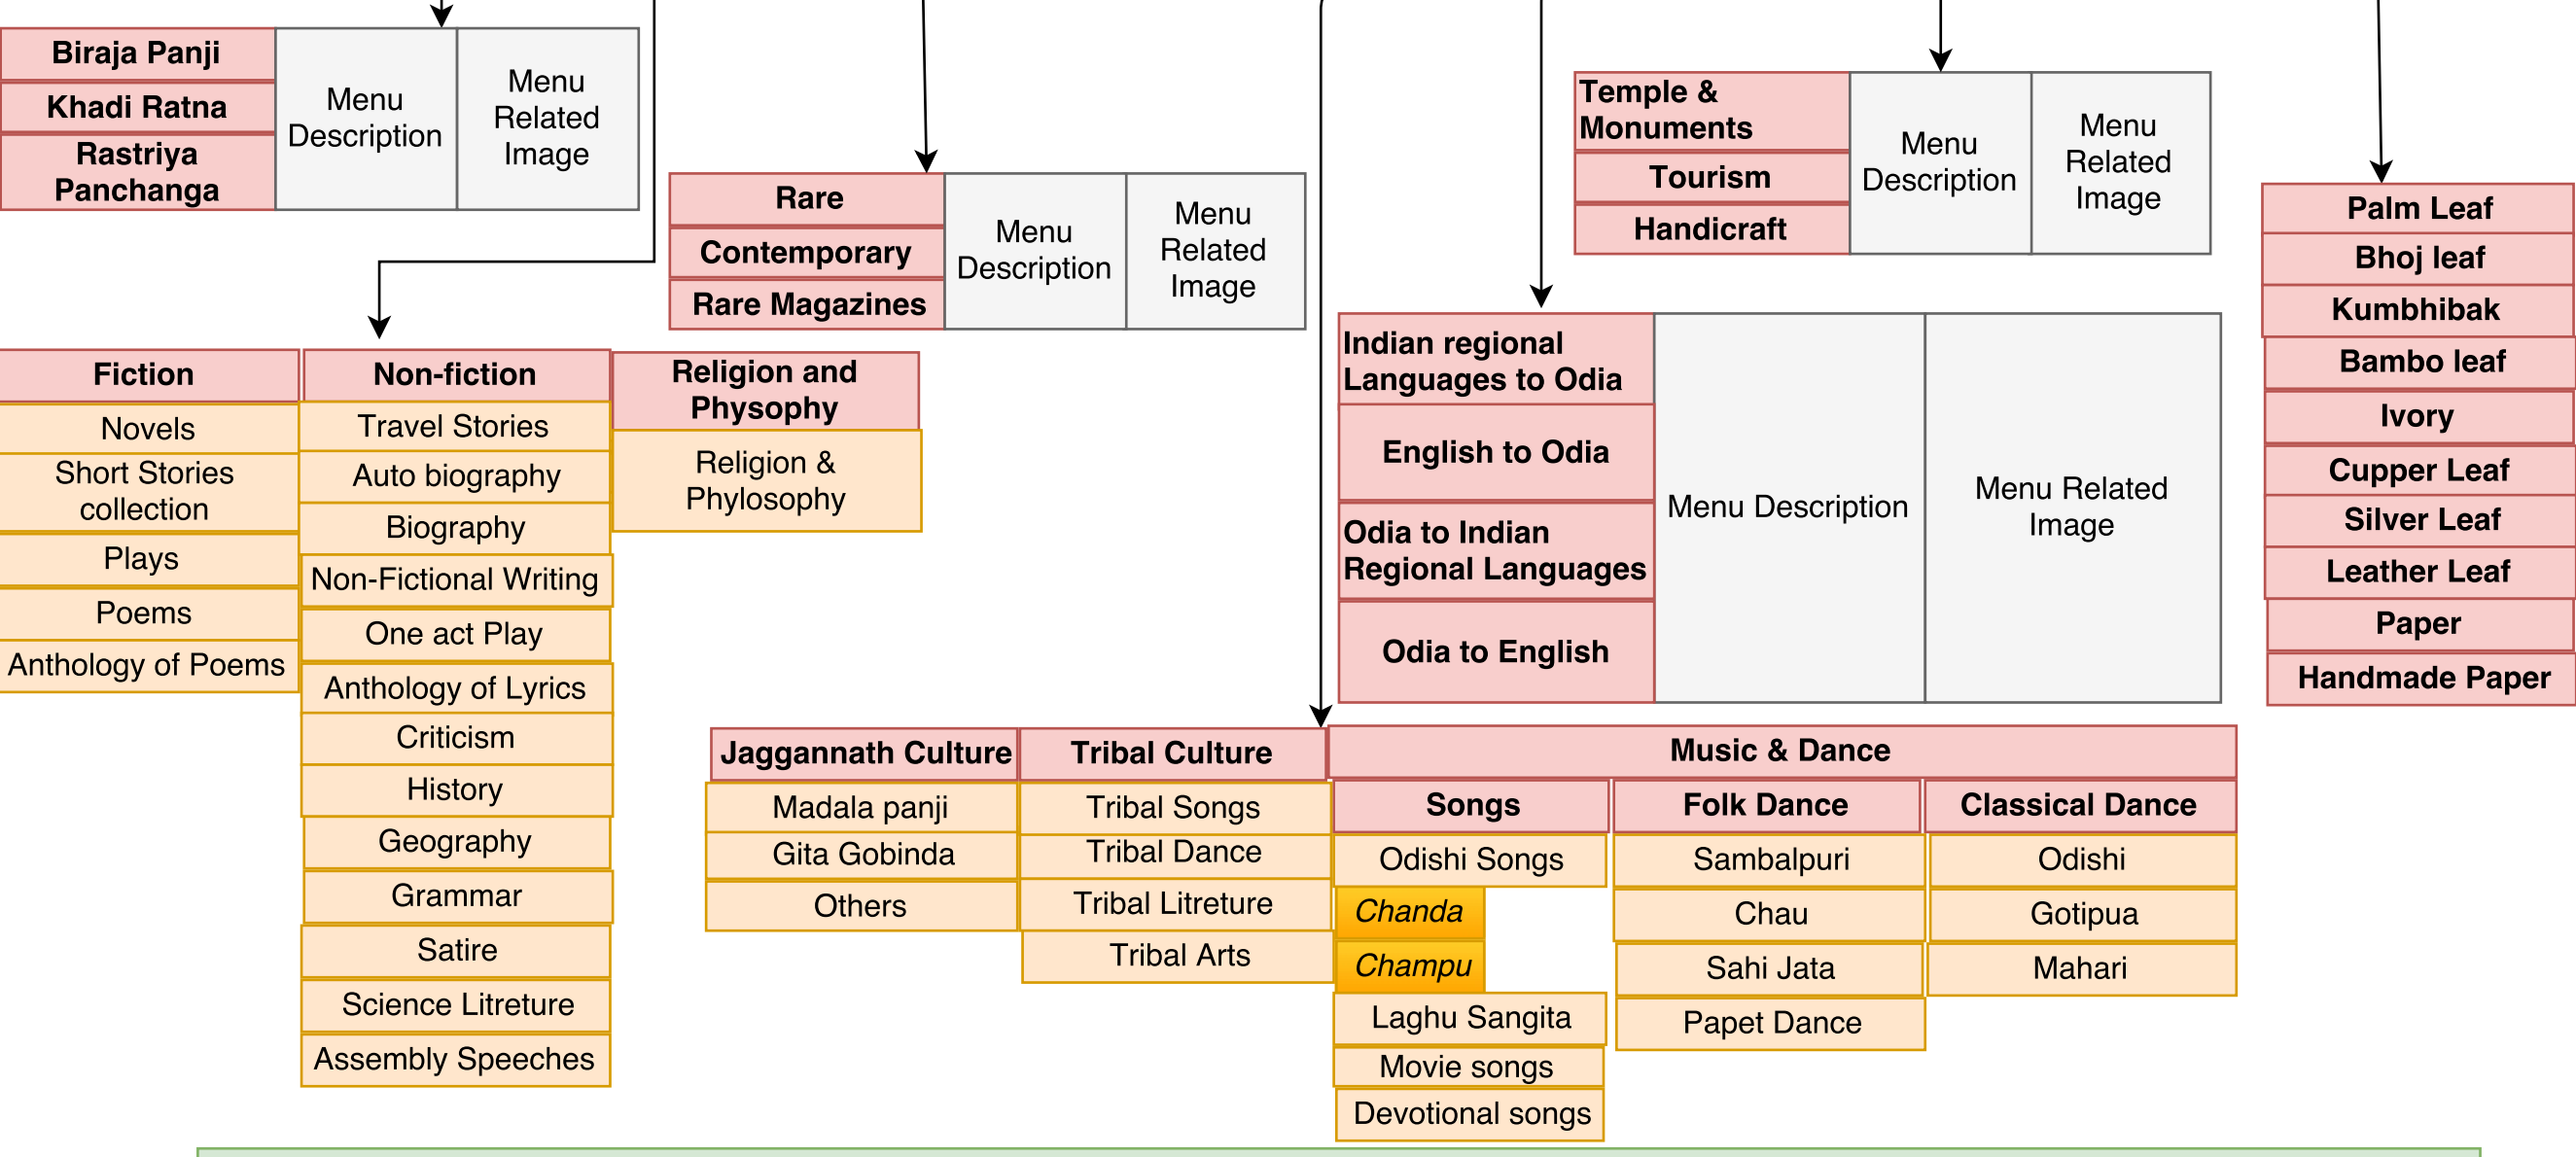 Biraja Panji
Khadi Ratna
Rastriya
Panchanga
Menu
Description
Menu
Related
Image
Rare
Contemporary
Rare Magazines
Menu
Description
Menu
Related
Image
Temple &
Monuments
Tourism
Handicraft
Menu
Description
Menu
Related
Image
Palm Leaf
Bhoj leaf
Kumbhibak
Bambo leaf
Ivory
Cupper Leaf
Silver Leaf
Leather Leaf
Paper
Handmade Paper
Fiction
Novels
Short Stories
collection
Plays
Poems
Anthology of Poems
Non-fiction
Travel Stories
Auto biography
Biography
Non-Fictional Writing
One act Play
Anthology of Lyrics
Criticism
History
Geography
Grammar
Satire
Science Litreture
Assembly Speeches
Religion and
Physophy
Religion &
Phylosophy
Indian regional
Languages to Odia
English to Odia
Odia to Indian
Regional Languages
Odia to English
Menu Description
Menu Related
Image
Jaggannath Culture
Madala panji
Gita Gobinda
Others
Tribal Culture
Tribal Songs
Tribal Dance
Tribal Litreture
Tribal Arts
Music & Dance
Songs
Odishi Songs
Chanda
Champu
Laghu Sangita
Movie songs
Devotional songs
Folk Dance
Sambalpuri
Chau
Sahi Jata
Papet Dance
Classical Dance
Odishi
Gotipua
Mahari